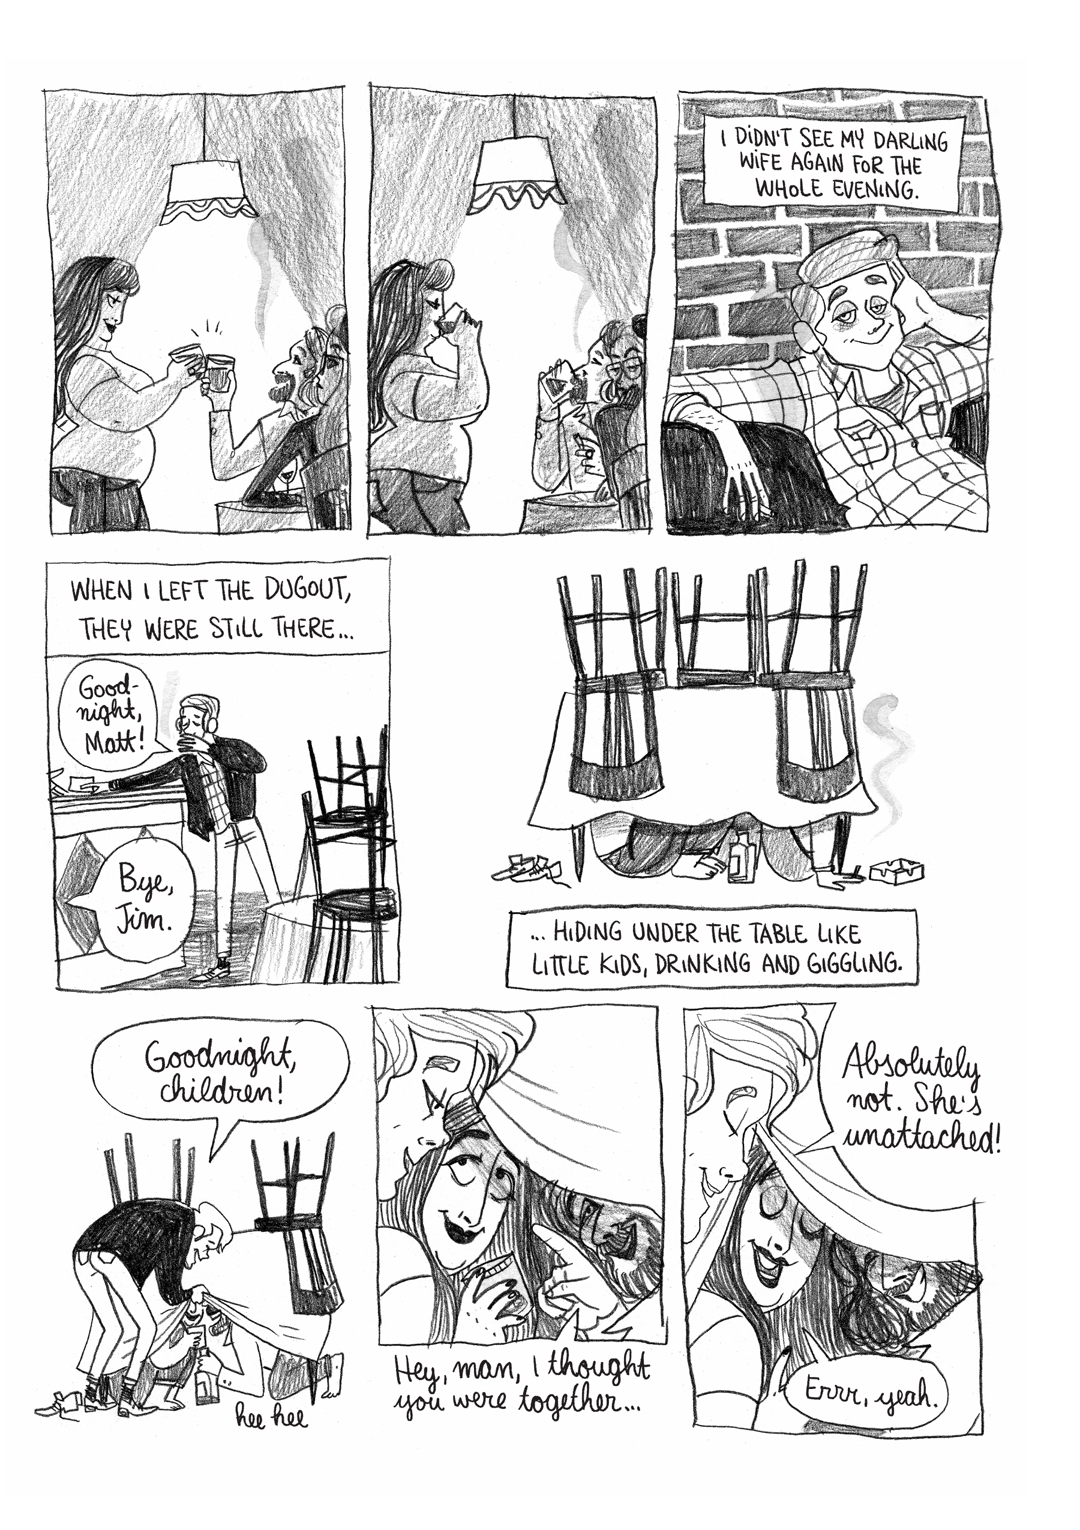 I DIDN'T SEE MY DARLING
WIFE AGAIN FOR THE
WHOLE EVENING.
WHEN I LEFT THE DUGOUT,
THEY WERE STILL THERE...
Good-
night,
Matt!
Bye,
Jim.
... HIDING UNDER THE TABLE LIKE
LITTLE KIDS, DRINKING AND GIGGLING.
Goodnight,
children!
hee hee
Hey, man, I thought
you were together...
Absolutely
not. She's
unattached!
Errr, yeah.